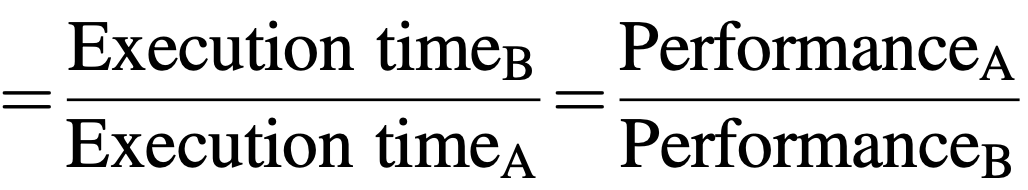 = Execution time_B / Execution time_A = Performance_A / Performance_B